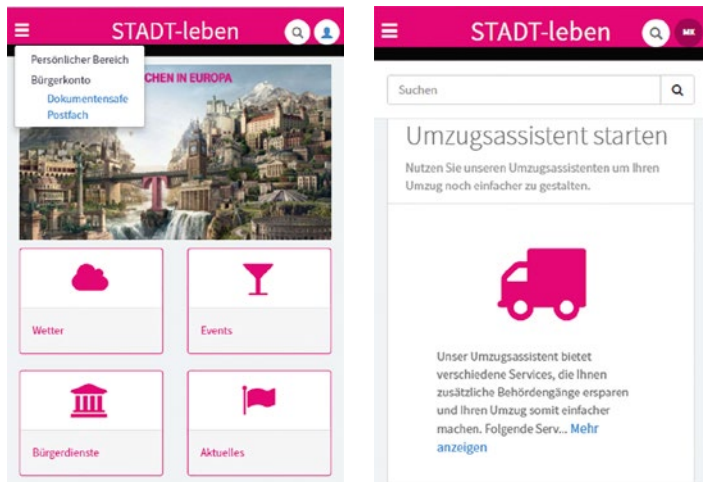 STADT-leben
Persönlicher Bereich
Bürgerkonto
Dokumentensafe
Postfach
CHEN IN EUROPA
Wetter
Events
Bürgerdienste
Aktuelles
STADT-leben
MK
Suchen
Umzugsassistent starten
Nutzen Sie unseren Umzugsassistenten um Ihren
Umzug noch einfacher zu gestalten.
Unser Umzugsassistent bietet
verschiedene Services, die Ihnen
zusätzliche Behördengänge ersparen
und Ihren Umzug somit einfacher
machen. Folgende Serv... Mehr
anzeigen